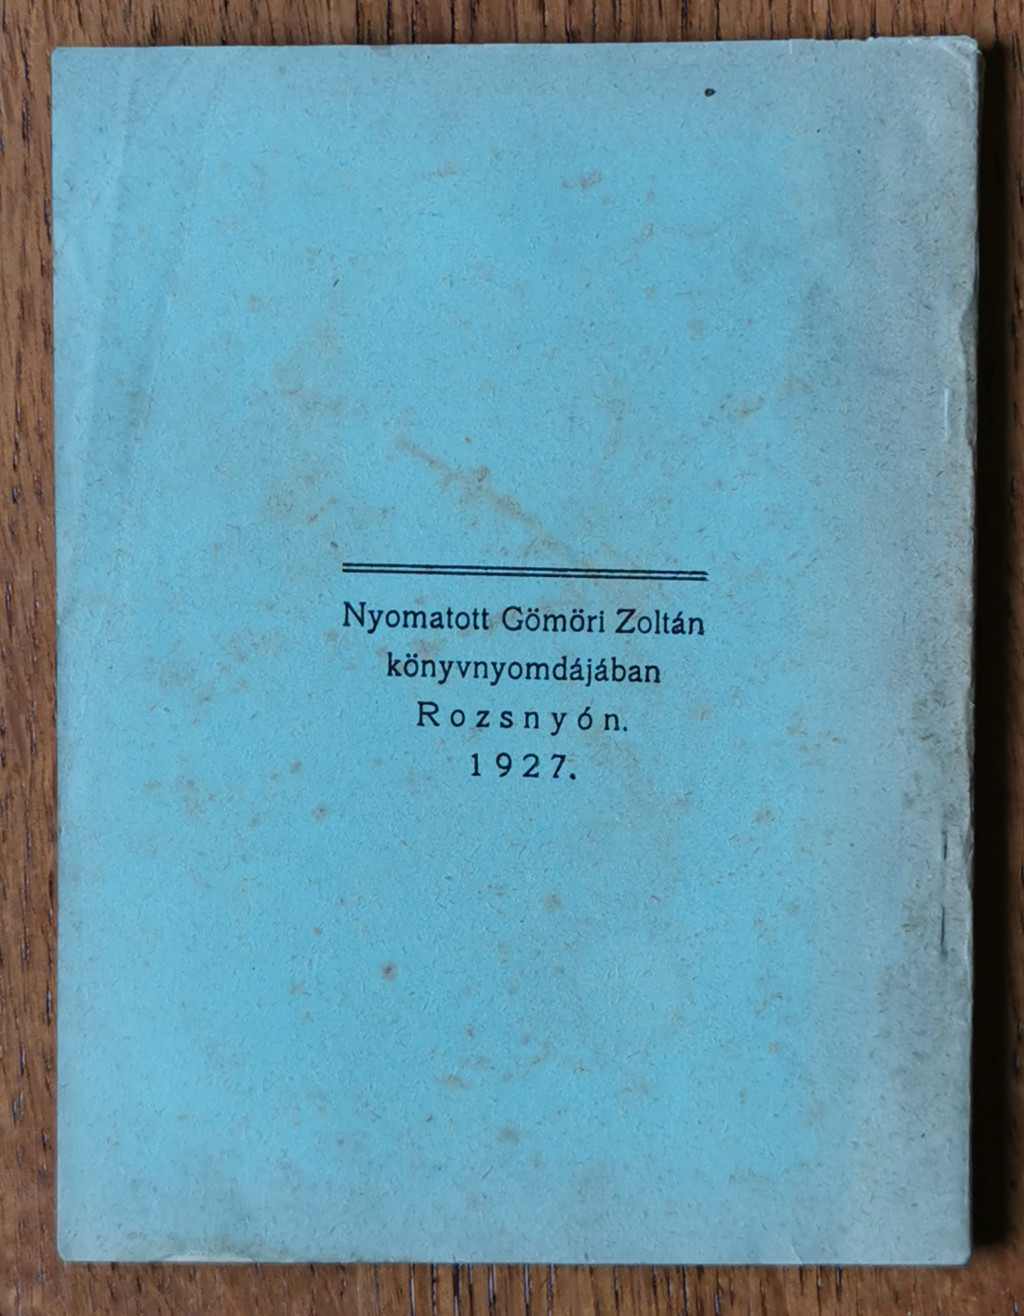 Nyomatott Gömöri Zoltán
könyvnyomdájában
Rozsnyón.
1927.